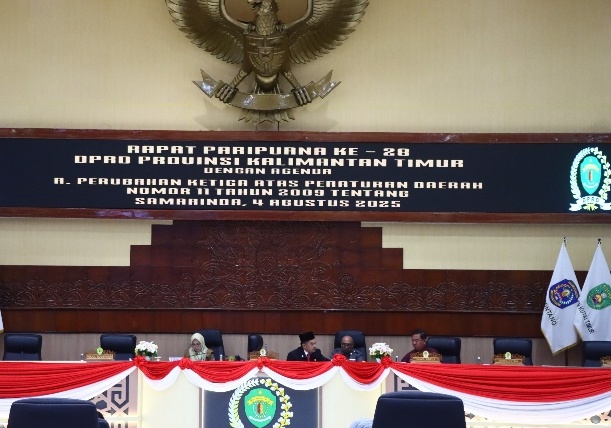 RAPAT PARIPURNA KE - 28
DPRD PROVINSI KALIMANTAN TIMUR
DENGAN AGENDA
A. PERUBAHAN KETIGA ATAS PERATURAN DAERAH
NOMOR 11 TAHUN 2009 TENTANG
SAMARINDA, 4 AGUSTUS 2025